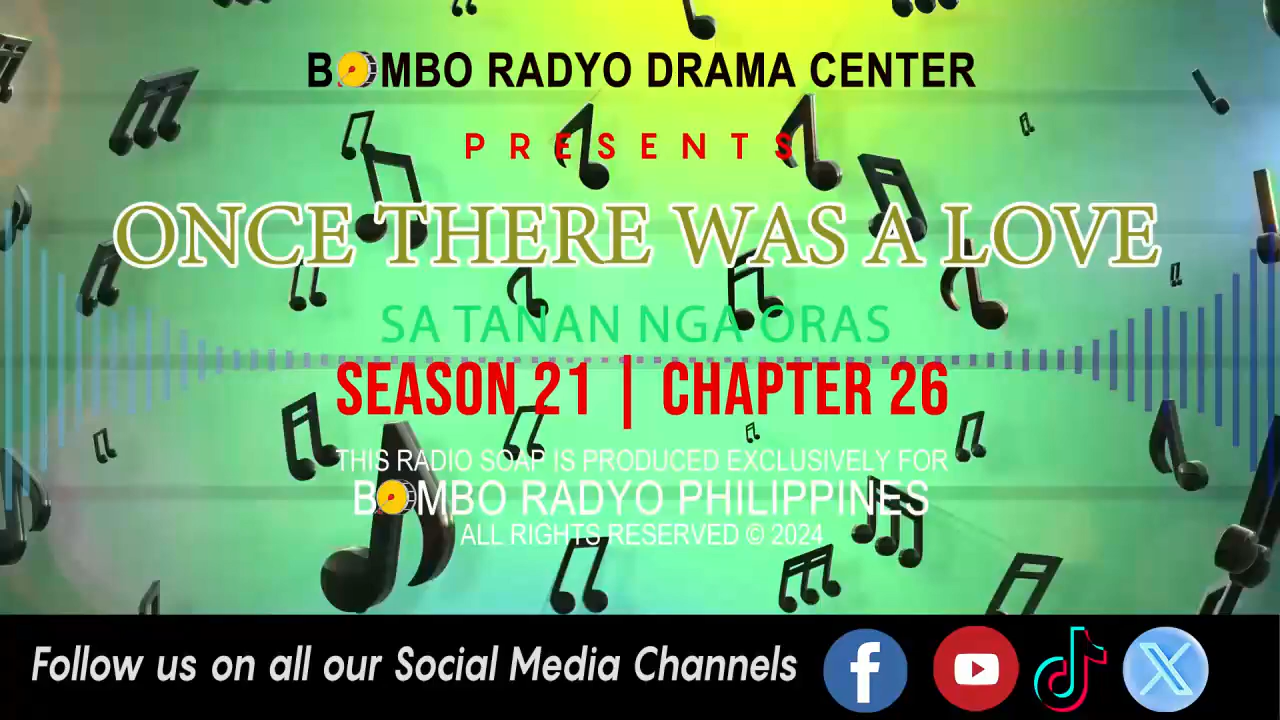 BOMBO RADYO DRAMA CENTER
PRESENTS
ONCE THERE WAS A LOVE
SA TANAN NGA ORAS
SEASON 21 | CHAPTER 26
THIS RADIO SOAP IS PRODUCED EXCLUSIVELY FOR
BOMBO RADYO PHILIPPINES
ALL RIGHTS RESERVED © 2024
Follow us on all our Social Media Channels